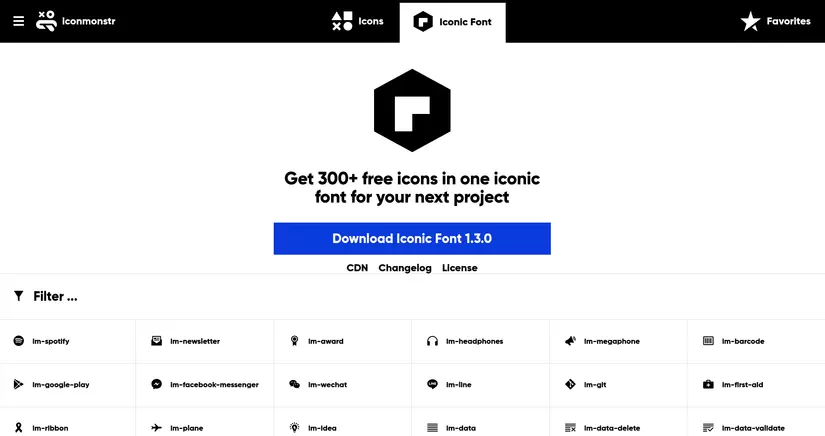 Iconmonstr
Icons
Iconic Font
Favorites
Get 300+ free icons in one iconic
font for your next project
Download Iconic Font 1.3.0
CDN Changelog License
Filter ...
im-spotify im-newsletter im-award im-headphones im-megaphone im-barcode
im-google-play im-facebook-messenger im-wechat im-line im-git im-first-aid
im-ribbon im-plane im-idea im-data im-data-delete im-data-validate